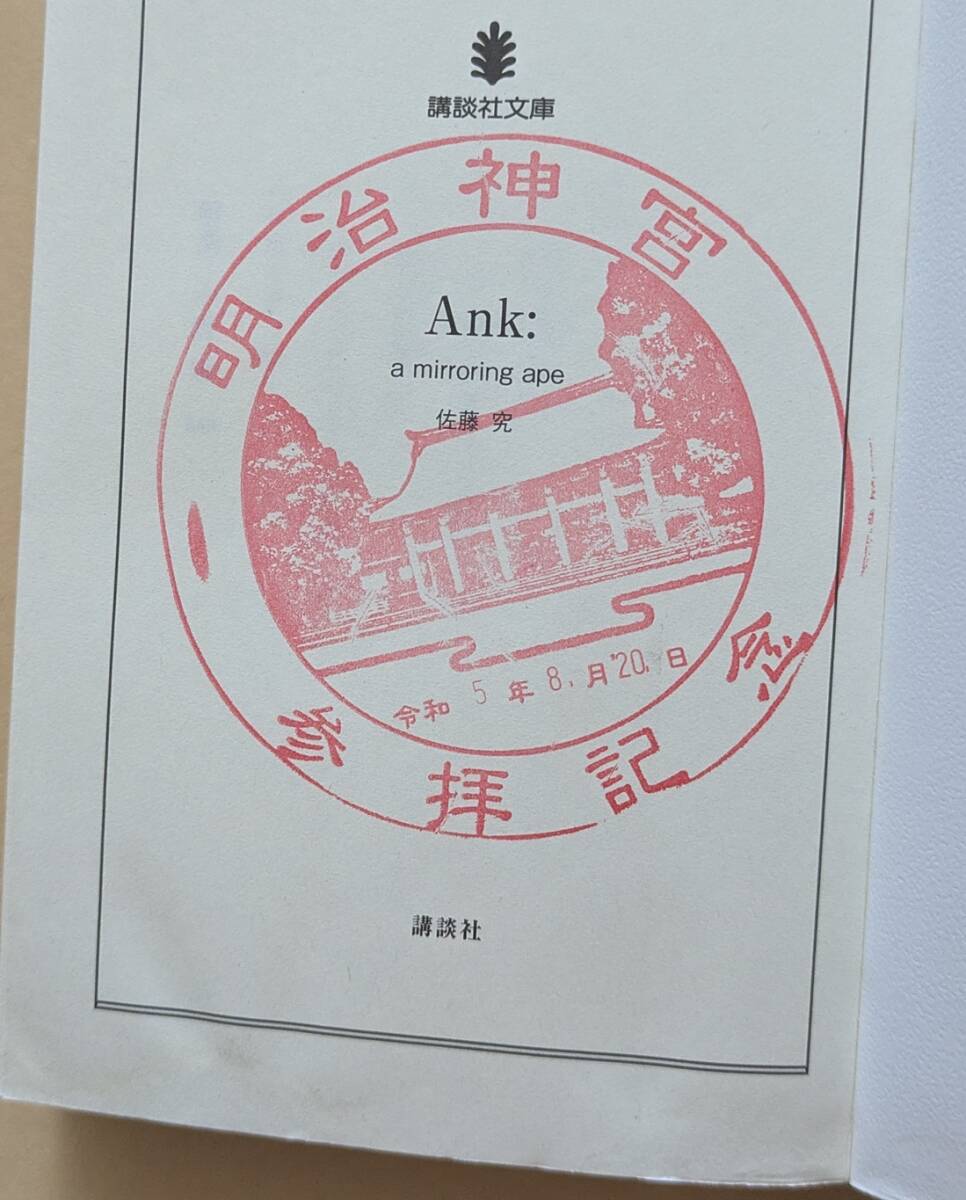 講談社文庫
明治神宮
Ank:
a mirroring ape
佐藤 究
令和 5 年 8 月 20 日
参拝記念
講談社